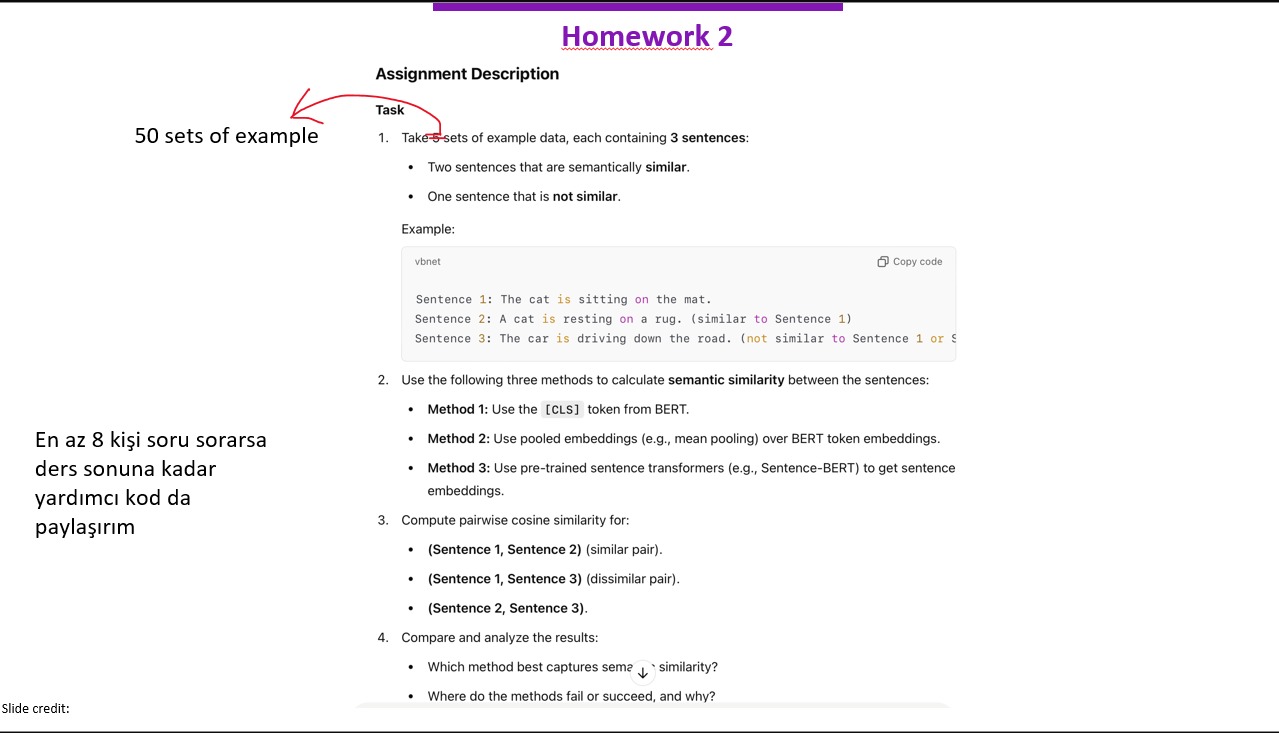 Homework 2
Assignment Description
Task
50 sets of example
1. Take 5 sets of example data, each containing 3 sentences:
• Two sentences that are semantically similar.
• One sentence that is not similar.
Example:
vbnet
Copy code
Sentence 1: The cat is sitting on the mat.
Sentence 2: A cat is resting on a rug. (similar to Sentence 1)
Sentence 3: The car is driving down the road. (not similar to Sentence 1 or S
2. Use the following three methods to calculate semantic similarity between the sentences:
• Method 1: Use the [CLS] token from BERT.
• Method 2: Use pooled embeddings (e.g., mean pooling) over BERT token embeddings.
• Method 3: Use pre-trained sentence transformers (e.g., Sentence-BERT) to get sentence
embeddings.
En az 8 kişi soru sorarsa
ders sonuna kadar
yardımcı kod da
paylaşırım
3. Compute pairwise cosine similarity for:
• (Sentence 1, Sentence 2) (similar pair).
• (Sentence 1, Sentence 3) (dissimilar pair).
• (Sentence 2, Sentence 3).
4. Compare and analyze the results:
• Which method best captures sema similarity?
• Where do the methods fail or succeed, and why?
Slide credit: